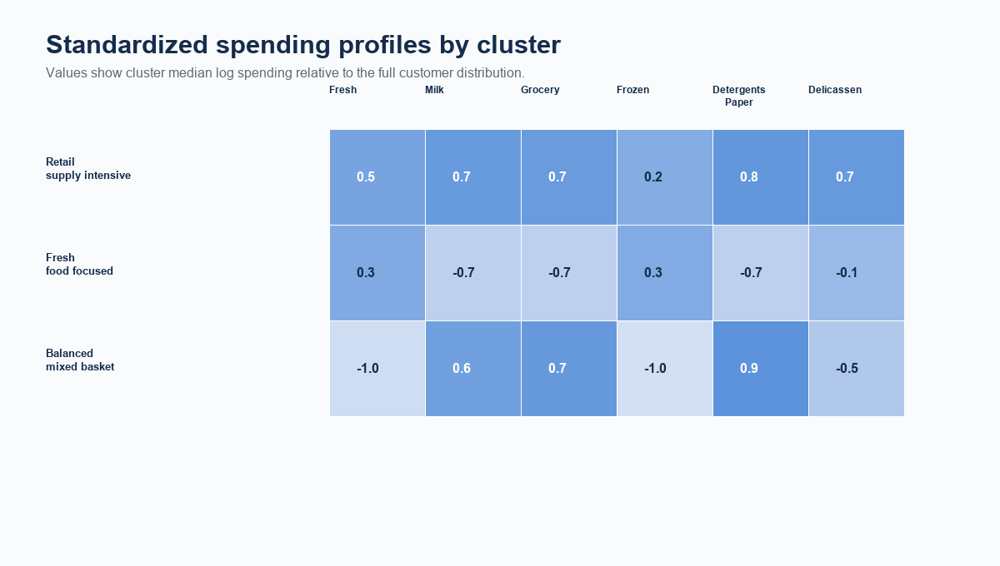 Standardized spending profiles by cluster
Values show cluster median log spending relative to the full customer distribution.
Fresh Milk Grocery Frozen Detergents Delicassen
Paper
Retail
supply intensive
0.5 0.7 0.7 0.2 0.8 0.7
Fresh
food focused
0.3 -0.7 -0.7 0.3 -0.7 -0.1
Balanced
mixed basket
-1.0 0.6 0.7 -1.0 0.9 -0.5